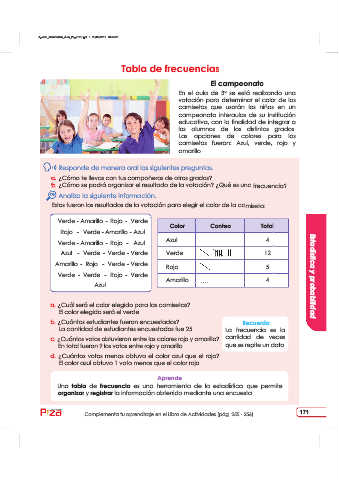 Tabla de frecuencias
El campeonato
En el aula de 5º se está realizando una
votación para determinar el color de las
camisetas que usarán los niños en un
campeonato interaulas de su institución
educativa, con la finalidad de integrar a
los alumnos de los distintos grados.
Las opciones de colores para las
camisetas fueron: Azul, verde, rojo y
amarillo
Responde de manera oral las siguientes preguntas.
a. ¿Cómo te llevas con tus compañeros de otros grados?
b. ¿Cómo se podrá organizar el resultado de la votación? ¿Qué es una frecuencia?
Analiza la siguiente información.
Estos fueron los resultados de la votación para elegir el color de la camiseta:
Verde - Amarillo - Rojo - Verde
Rojo - Verde - Amarillo - Azul
Verde - Amarillo - Rojo - Azul
Azul - Verde - Verde - Verde
Amarillo - Rojo - Verde - Verde
Verde - Verde - Rojo - Verde
Azul
Color Conteo Total
Azul 4
Verde 12
Rojo 5
Amarillo 4
a. ¿Cuál será el color elegido para las camisetas?
El color elegido será el verde
b. ¿Cuántos estudiantes fueron encuestados?
La cantidad de estudiantes encuestados fue 25
c. ¿Cuántos votos obtuvieron entre los colores rojo y amarillo?
En total fueron 9 los votos entre rojo y amarillo
d. ¿Cuántos votos menos obtuvo el color azul que el rojo?
El color azul obtuvo 1 voto menos que el color rojo
Recuerda
La frecuencia es la
cantidad de veces
que se repite un dato
Aprende
Una tabla de frecuencia es una herramienta de la estadística que permite
organizar y registrar la información obtenida mediante una encuesta
Estadística y probabilidad
Complementa tu aprendizaje en el Libro de Actividades (pág. 253 - 256)
171